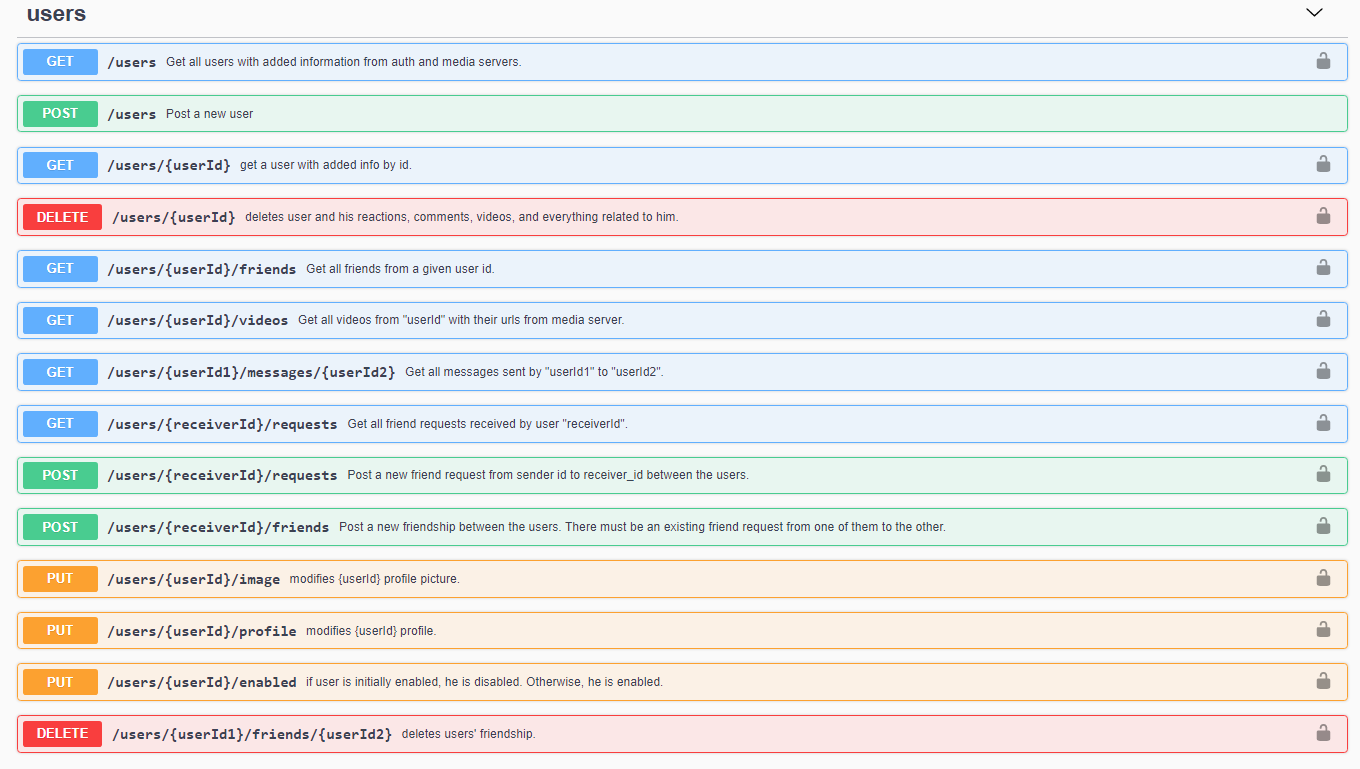 users
GET /users Get all users with added information from auth and media servers.
POST /users Post a new user
GET /users/{userId} get a user with added info by id.
DELETE /users/{userId} deletes user and his reactions, comments, videos, and everything related to him.
GET /users/{userId}/friends Get all friends from a given user id.
GET /users/{userId}/videos Get all videos from "userId" with their urls from media server.
GET /users/{userId1}/messages/{userId2} Get all messages sent by "userId1" to "userId2".
GET /users/{receiverId}/requests Get all friend requests received by user "receiverId".
POST /users/{receiverId}/requests Post a new friend request from sender id to receiver_id between the users.
POST /users/{receiverId}/friends Post a new friendship between the users. There must be an existing friend request from one of them to the other.
PUT /users/{userId}/image modifies {userId} profile picture.
PUT /users/{userId}/profile modifies {userId} profile.
PUT /users/{userId}/enabled if user is initially enabled, he is disabled. Otherwise, he is enabled.
DELETE /users/{userId1}/friends/{userId2} deletes users' friendship.